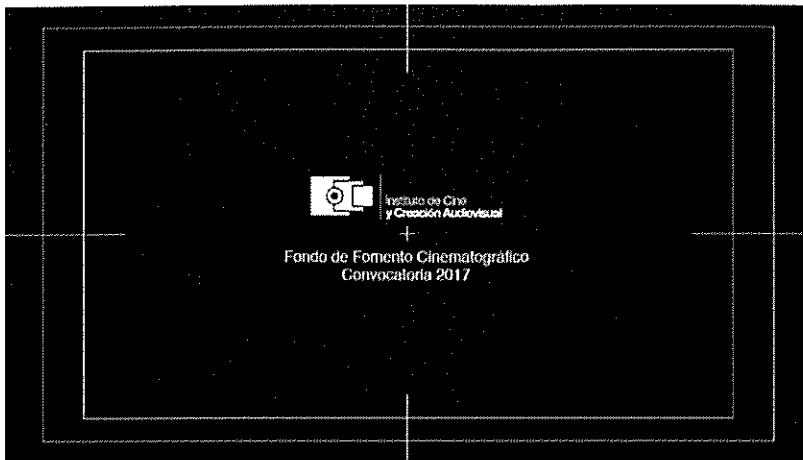 Instituto de Cine
y Creación Audiovisual
Fondo de Fomento Cinematográfico
Convocatoria 2017